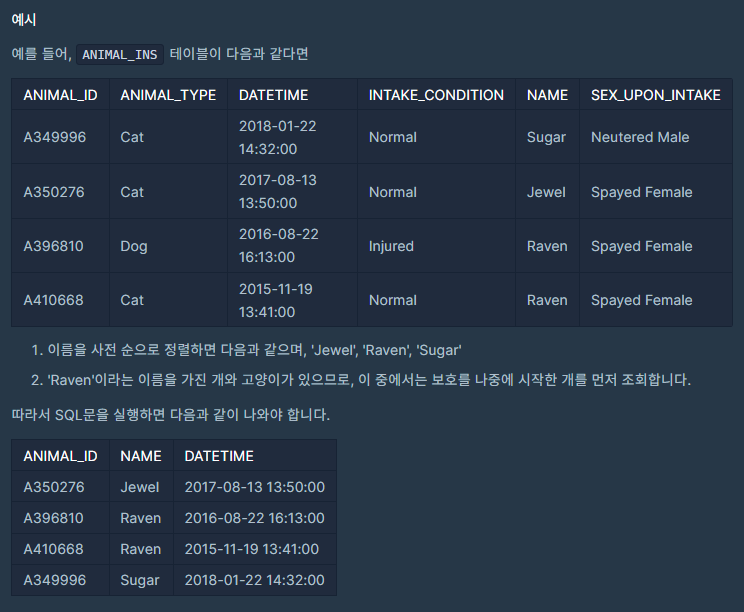 예시
예를 들어, ANIMAL_INS 테이블이 다음과 같다면
ANIMAL_ID ANIMAL_TYPE DATETIME INTAKE_CONDITION NAME SEX_UPON_INTAKE
A349996 Cat 2018-01-22 14:32:00 Normal Sugar Neutered Male
A350276 Cat 2017-08-13 13:50:00 Normal Jewel Spayed Female
A396810 Dog 2016-08-22 16:13:00 Injured Raven Spayed Female
A410668 Cat 2015-11-19 13:41:00 Normal Raven Spayed Female
1. 이름을 사전 순으로 정렬하면 다음과 같으며, 'Jewel', 'Raven', 'Sugar'
2. 'Raven'이라는 이름을 가진 개와 고양이가 있으므로, 이 중에서는 보호를 나중에 시작한 개를 먼저 조회합니다.
따라서 SQL문을 실행하면 다음과 같이 나와야 합니다.
ANIMAL_ID NAME DATETIME
A350276 Jewel 2017-08-13 13:50:00
A396810 Raven 2016-08-22 16:13:00
A410668 Raven 2015-11-19 13:41:00
A349996 Sugar 2018-01-22 14:32:00